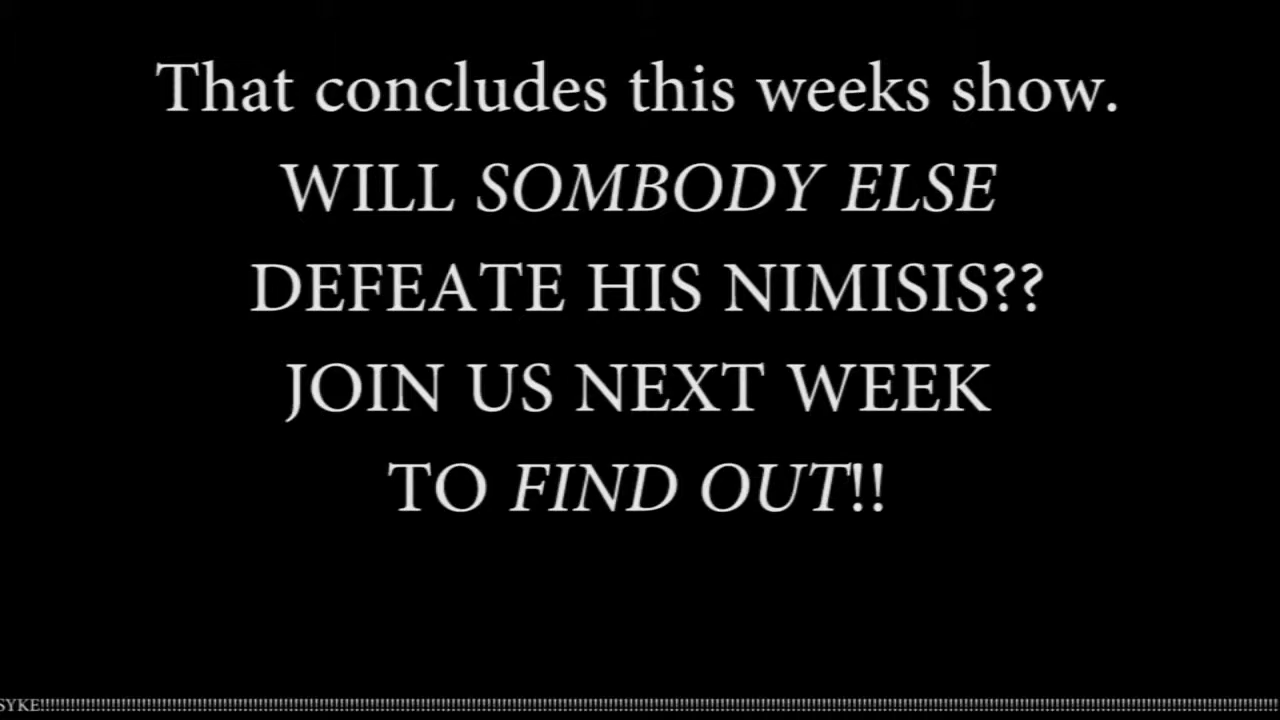 That concludes this weeks show.
WILL SOMBODY ELSE
DEFEATE HIS NIMISIS??
JOIN US NEXT WEEK
TO FIND OUT!!
SYKE!!!!!!!!!!!!!!!!!!!!!!!!!!!!!!!!!!!!!!!!!!!!!!!!!!!!!!!!!!!!!!!!!!!!!!!!!!!!!!!!!!!!!!!!!!!!!!!!!!!!!!!!!!!!!!!!!!!!!!!!!!!!!!!!!!!!!!!!!!!!!!!!!!!!!!!!!!!!!!!!!!!!!!!!!!!!!!!!!!!!!!!!!!!!!!!!!!!!!!!!!!!!!!!!!!!!!!!!!!!!!!!!